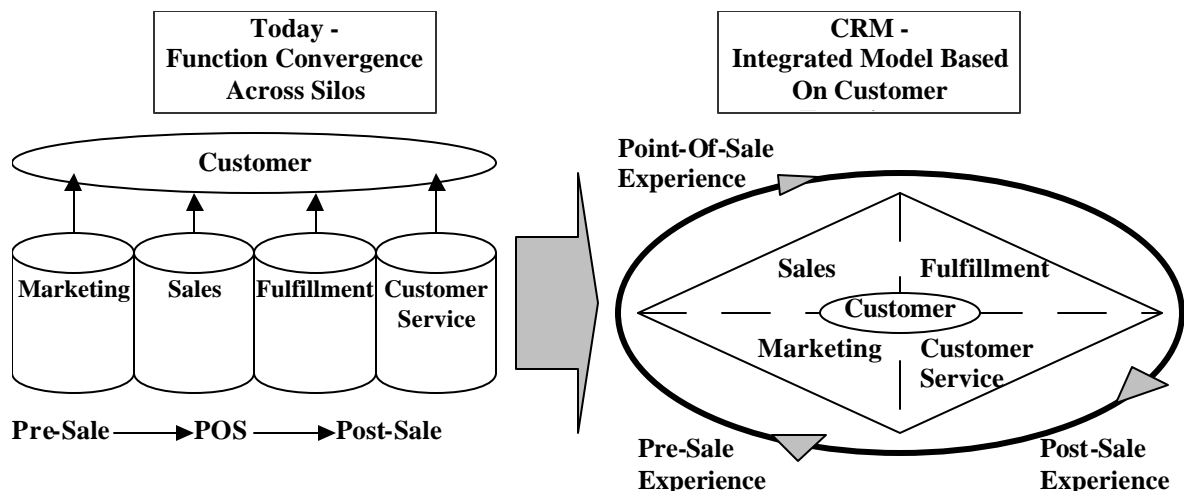 Today -
Function Convergence
Across Silos
CRM -
Integrated Model Based
On Customer
Customer
Marketing
Sales
Fulfillment
Customer
Service
Pre-Sale
POS
Post-Sale
Point-Of-Sale
Experience
Sales
Fulfillment
Customer
Marketing
Customer
Service
Pre-Sale
Experience
Post-Sale
Experience